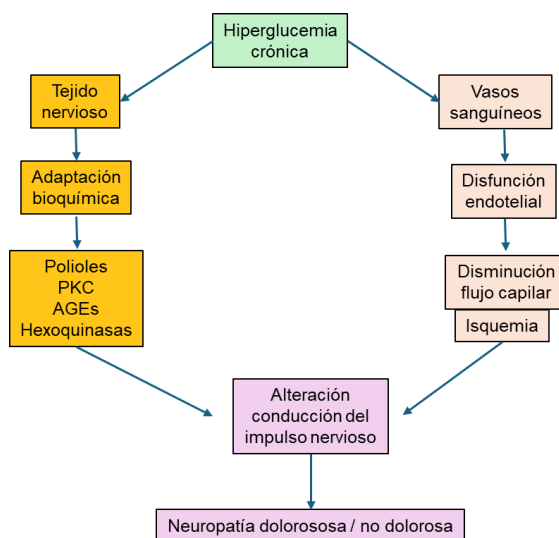 Hiperglucemia
crónica
Tejido
nervioso
Vasos
sanguíneos
Adaptación
bioquímica
Disfunción
endotelial
Polioles
PKC
AGEs
Hexoquinasas
Disminución
flujo capilar
Isquemia
Alteración
conducción del
impulso nervioso
Neuropatía dolorososa / no dolorosa